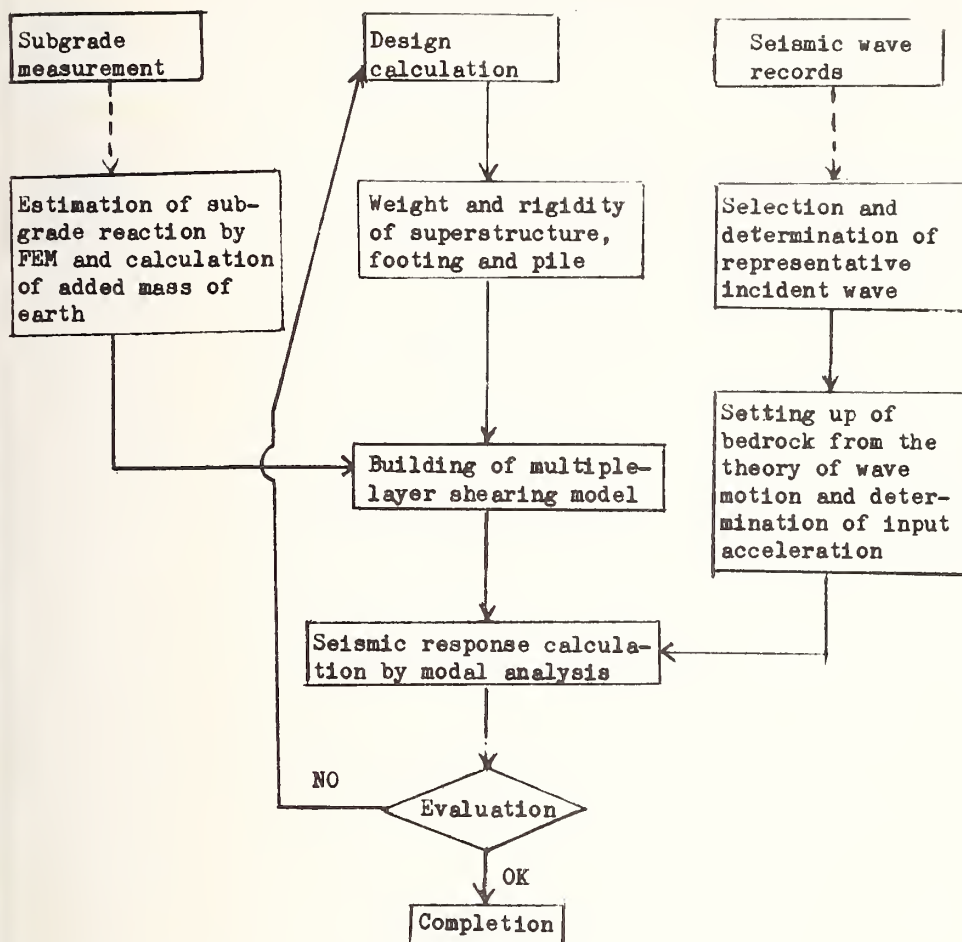 Subgrade
measurement
Design
calculation
Seismic wave
records
Estimation of sub-
grade reaction by
FEM and calculation
of added mass of
earth
Weight and rigidity
of superstructure,
footing and pile
Selection and
determination of
representative
incident wave
Setting up of
bedrock from the
theory of wave
motion and deter-
mination of input
acceleration
Building of multiple-
layer shearing model
Seismic response calcula-
tion by modal analysis
NO
Evaluation
OK
Completion